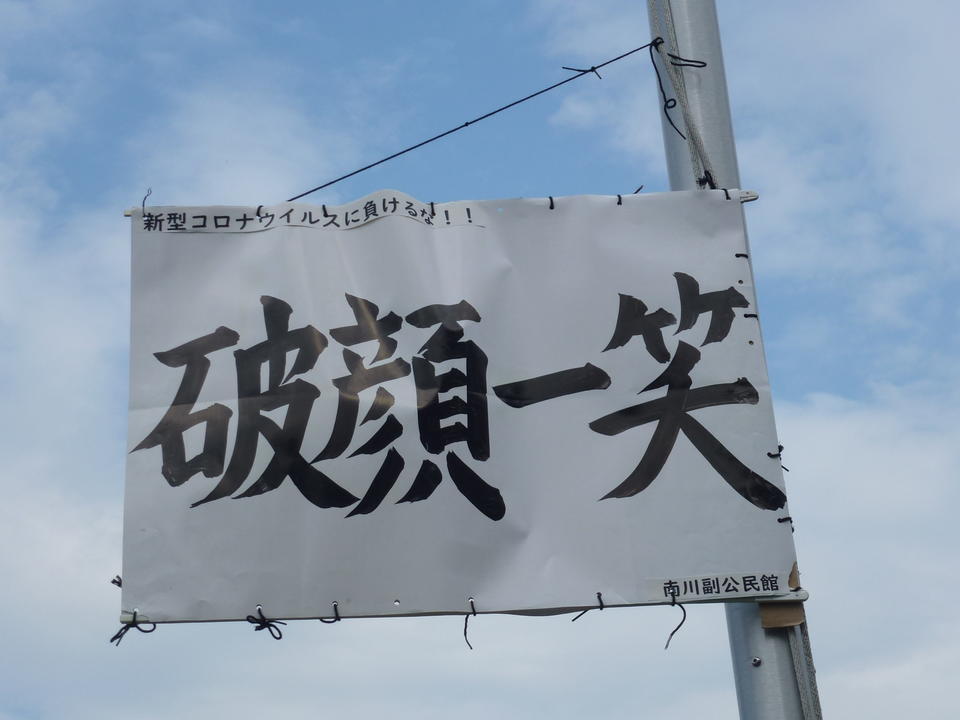 新型コロナウイルスに負けるな！！
破顔一笑
南川副公民館